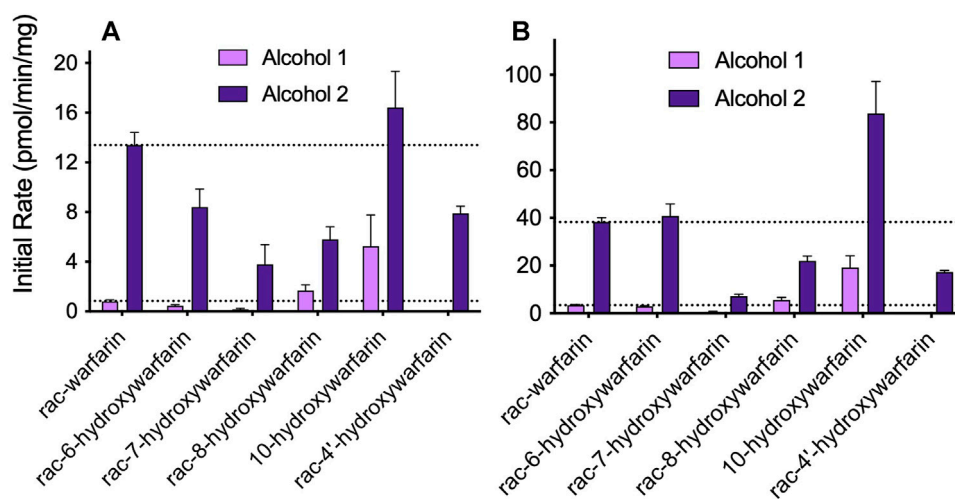 A
Alcohol 1
Alcohol 2
Initial Rate (pmol/min/mg)
20
16
12
8
4
0
rac-warfarin
rac-6-hydroxywarfarin
rac-7-hydroxywarfarin
rac-8-hydroxywarfarin
10-hydroxywarfarin
rac-4'-hydroxywarfarin
B
Alcohol 1
Alcohol 2
100
80
60
40
20
0
rac-warfarin
rac-6-hydroxywarfarin
rac-7-hydroxywarfarin
rac-8-hydroxywarfarin
10-hydroxywarfarin
rac-4'-hydroxywarfarin